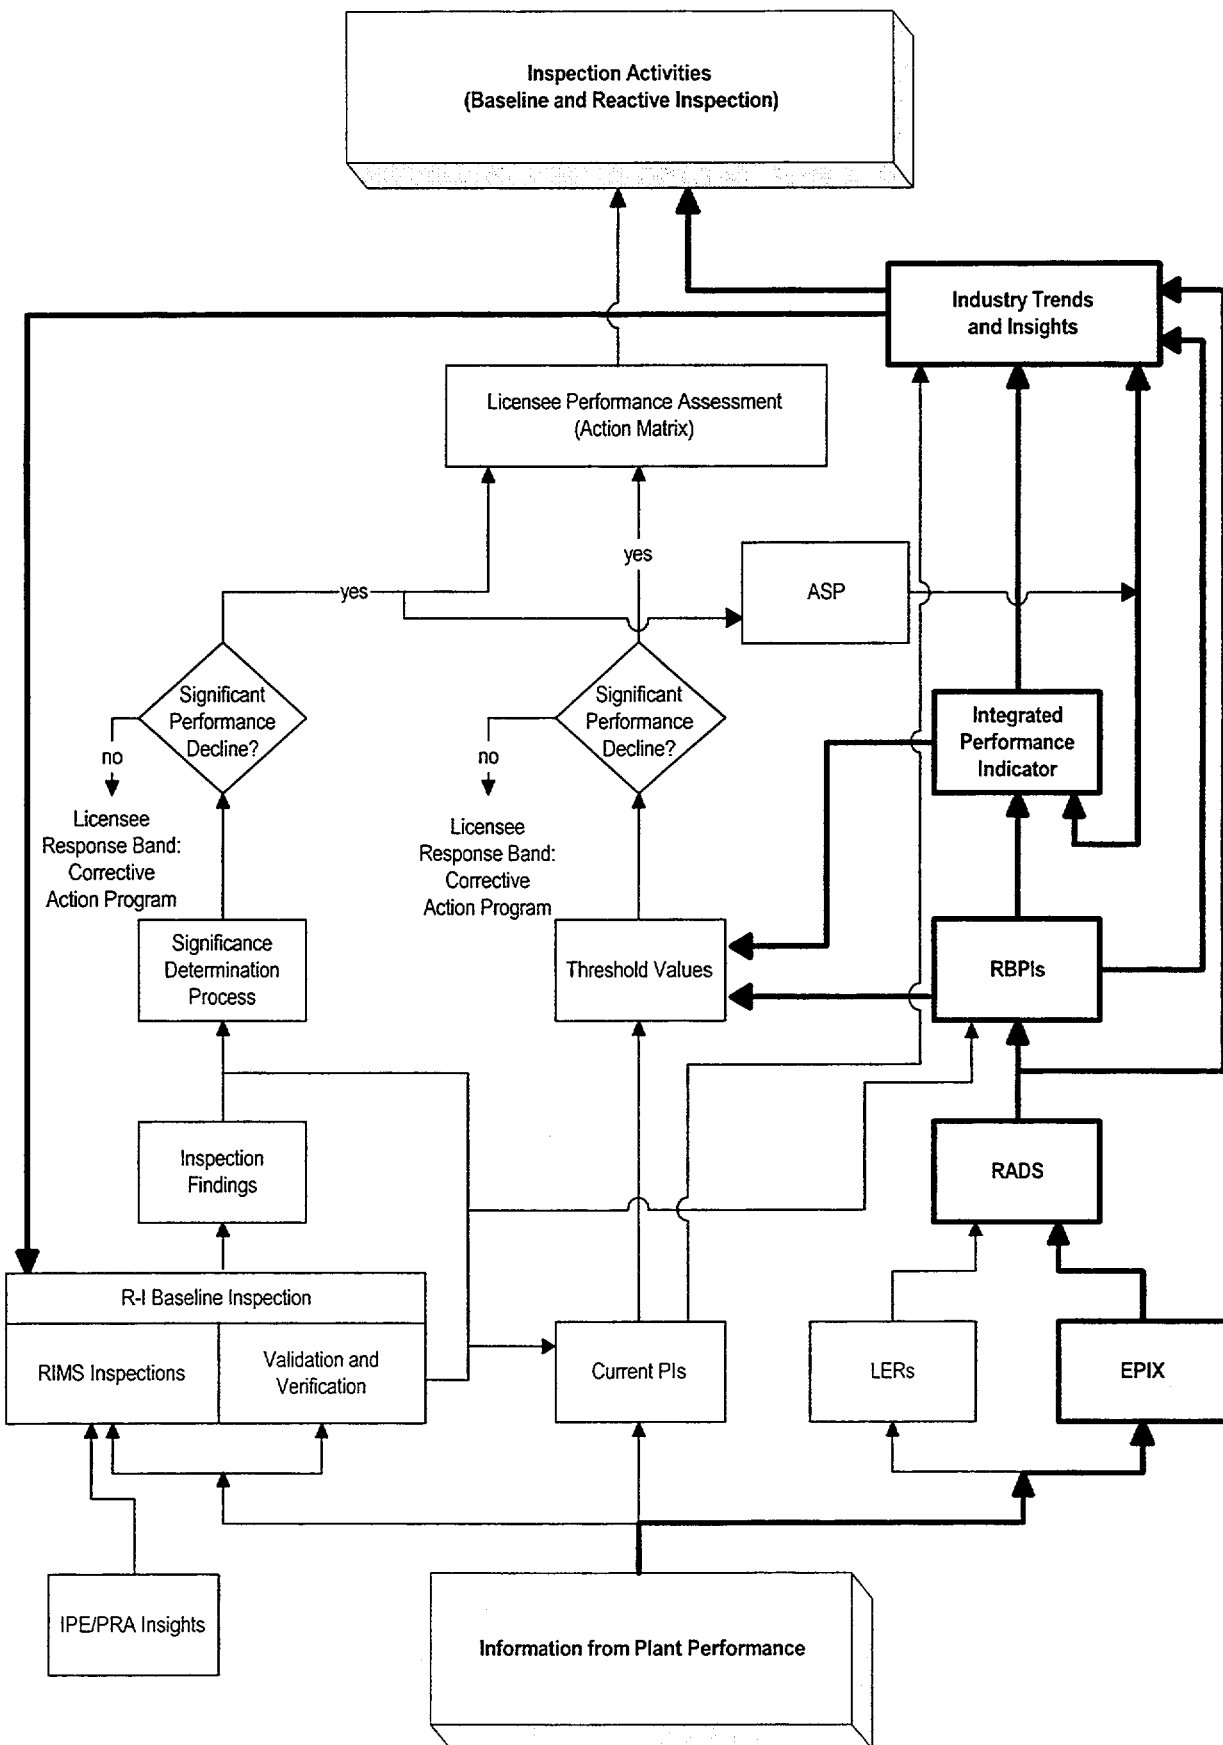 Inspection Activities
(Baseline and Reactive Inspection)
Industry Trends
and Insights
Licensee Performance Assessment
(Action Matrix)
yes
yes
ASP
Significant
Performance
Decline?
no
Licensee
Response Band:
Corrective
Action Program
Significant
Performance
Decline?
no
Licensee
Response Band:
Corrective
Action Program
Integrated
Performance
Indicator
Significance
Determination
Process
Threshold Values
RBPIs
Inspection
Findings
RADS
R-I Baseline Inspection
RIMS Inspections
Validation and
Verification
Current PIs
LERs
EPIX
IPE/PRA Insights
Information from Plant Performance